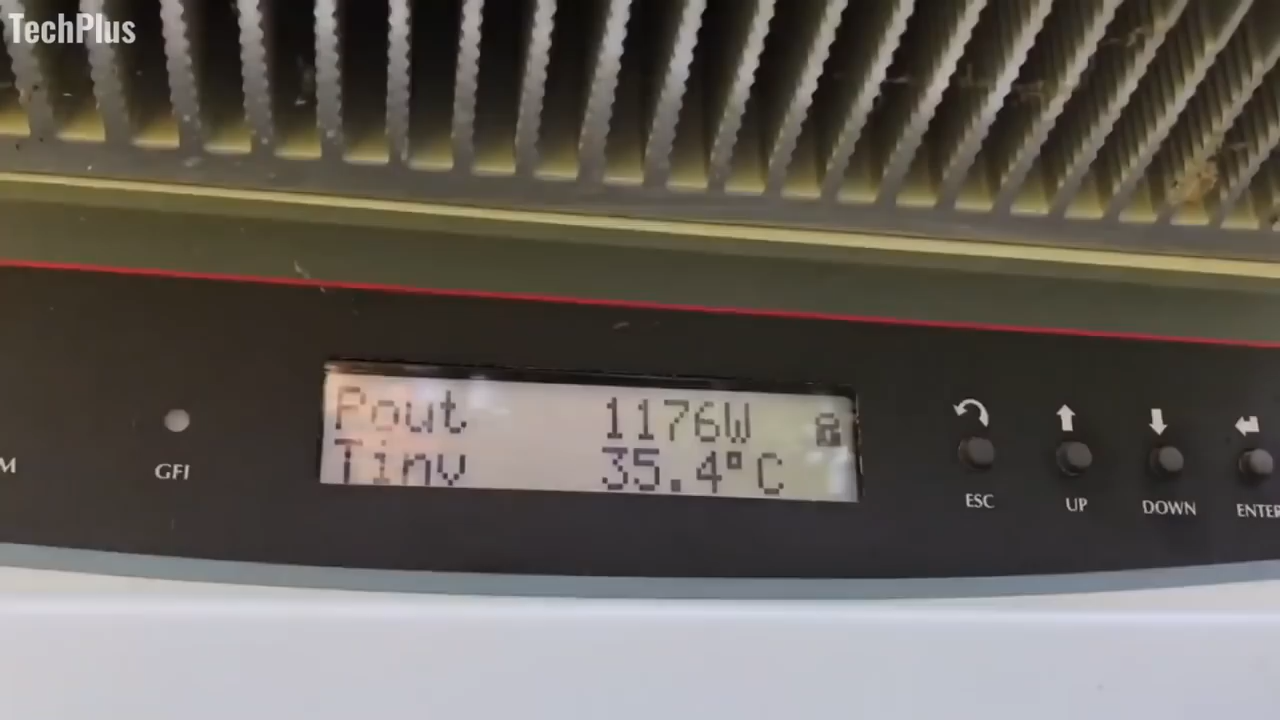 TechPlus
Pout 1176W
Tinv 35.4°C
M
GFI
ESC
UP
DOWN
ENTER